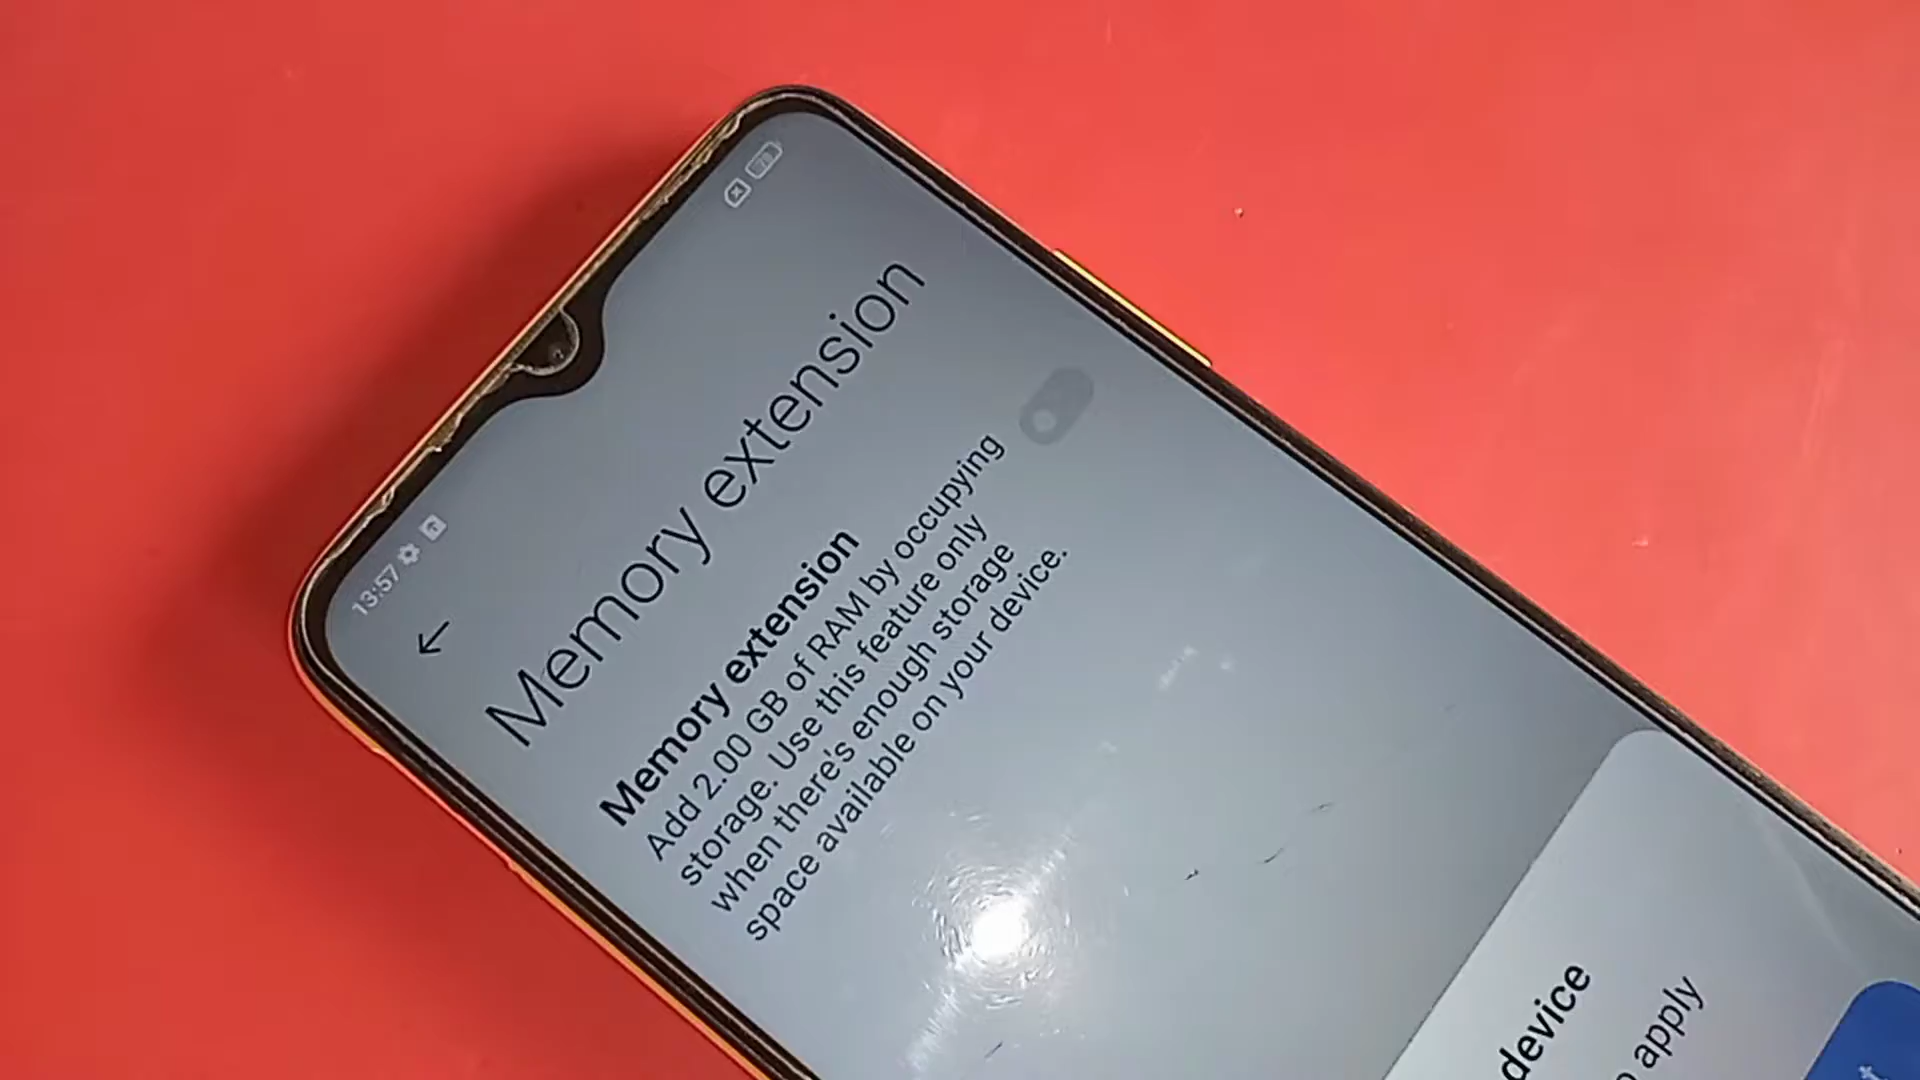 13:57
Memory extension
Memory extension
Add 2.00 GB of RAM by occupying
storage. Use this feature only
when there's enough storage
space available on your device.
device
apply